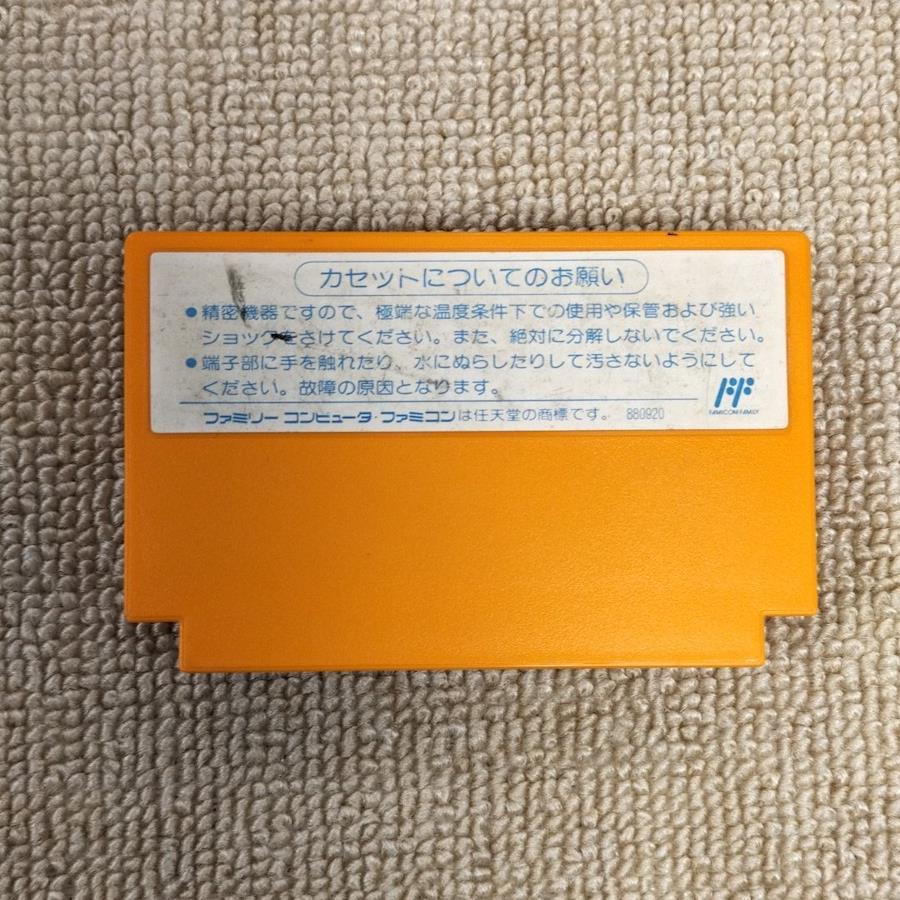 カセットについてのお願い
●精密機器ですので、極端な温度条件下での使用や保管および強い
ショックをさけてください。また、絶対に分解しないでください。
●端子部に手を触れたり、水にぬらしたりして汚さないようにして
ください。故障の原因となります。
ファミリー コンピュータ・ファミコンは任天堂の商標です。 880920
FAMICOM FAMILY